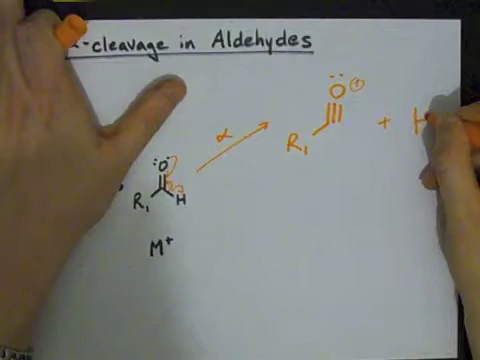 -cleavage in Aldehydes
:O: ⊕
R₁
+ H
α
:O:
R₁ H
M⁺